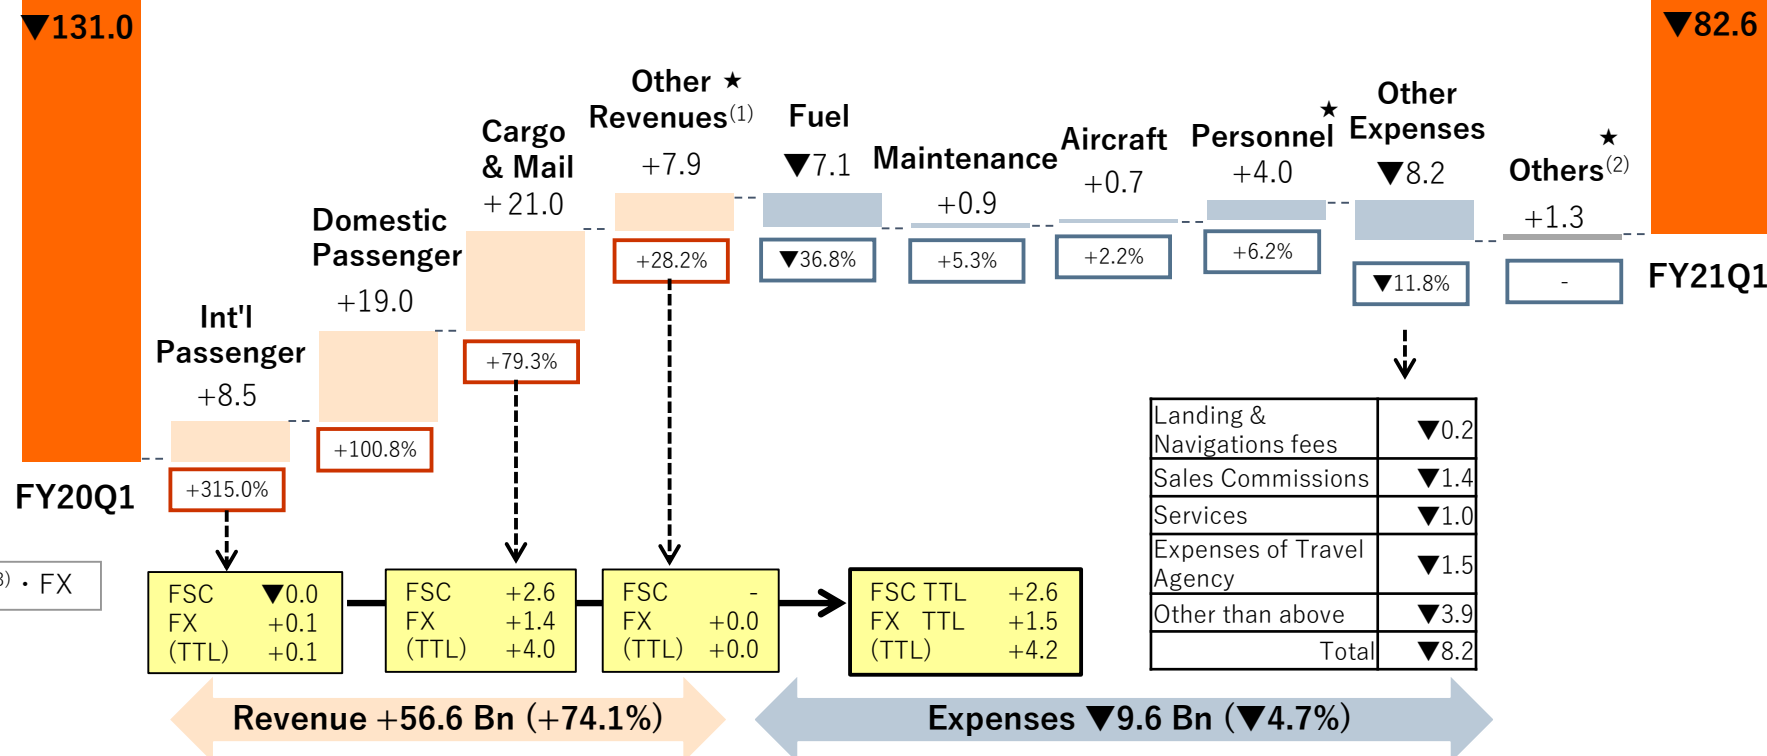 ▼131.0
FY20Q1
Int'l
Passenger
+8.5
+315.0%
Domestic
Passenger
+19.0
+100.8%
Cargo
& Mail
+21.0
+79.3%
Other ★
Revenues(1)
+7.9
+28.2%
Fuel
▼7.1
▼36.8%
Maintenance
+0.9
+5.3%
Aircraft
+0.7
+2.2%
★
Personnel
+4.0
+6.2%
Other
Expenses
▼8.2
▼11.8%
★
Others(2)
+1.3
-
▼82.6
FY21Q1
3)・FX
FSC ▼0.0
FX +0.1
(TTL) +0.1
FSC +2.6
FX +1.4
(TTL) +4.0
FSC -
FX +0.0
(TTL) +0.0
FSC TTL +2.6
FX TTL +1.5
(TTL) +4.2
Landing &
Navigations fees ▼0.2
Sales Commissions ▼1.4
Services ▼1.0
Expenses of Travel
Agency ▼1.5
Other than above ▼3.9
Total ▼8.2
Revenue +56.6 Bn (+74.1%)
Expenses ▼9.6 Bn (▼4.7%)